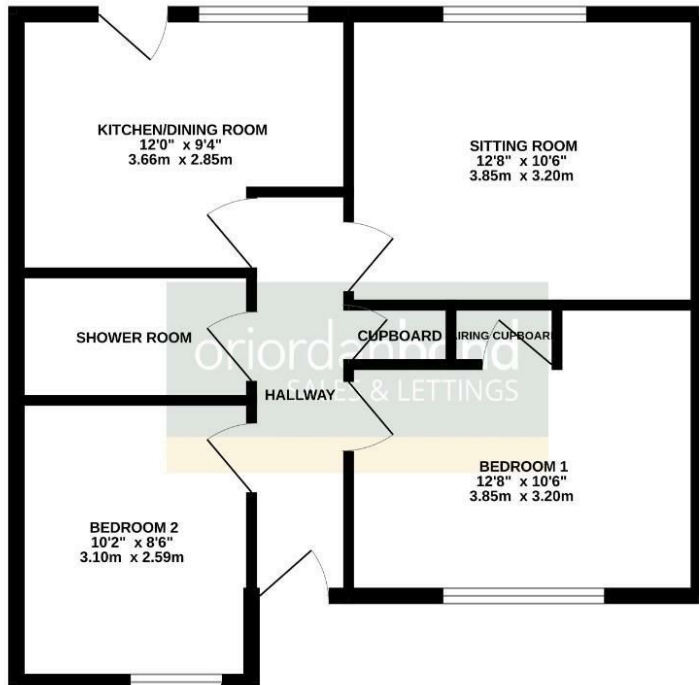 KITCHEN/DINING ROOM
12'0" x 9'4"
3.66m x 2.85m
SITTING ROOM
12'8" x 10'6"
3.85m x 3.20m
SHOWER ROOM
CUPBOARD
AIRING CUPBOARD
oriordanbond
SALES & LETTINGS
HALLWAY
BEDROOM 1
12'8" x 10'6"
3.85m x 3.20m
BEDROOM 2
10'2" x 8'6"
3.10m x 2.59m